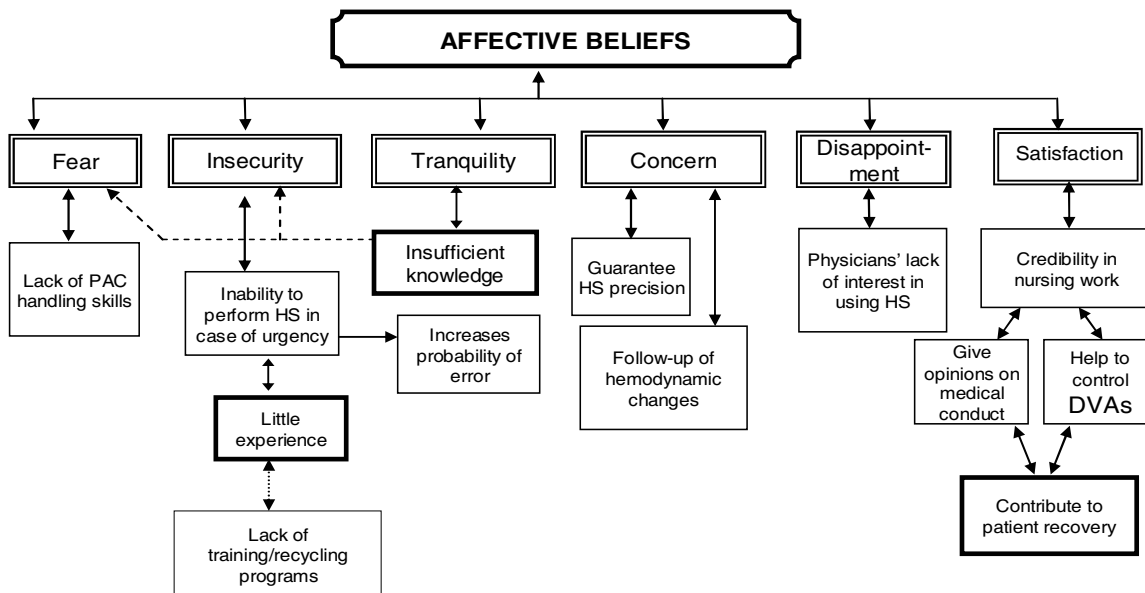 AFFECTIVE BELIEFS
Fear
Insecurity
Tranquility
Concern
Disappoint-
ment
Satisfaction
Lack of PAC
handling skills
Inability to
perform HS in
case of urgency
Insufficient
knowledge
Increases
probability of
error
Little
experience
Lack of
training/recycling
programs
Guarantee
HS precision
Follow-up of
hemodynamic
changes
Physicians’ lack
of interest in
using HS
Credibility in
nursing work
Give
opinions on
medical
conduct
Help to
control
DVAs
Contribute to
patient recovery